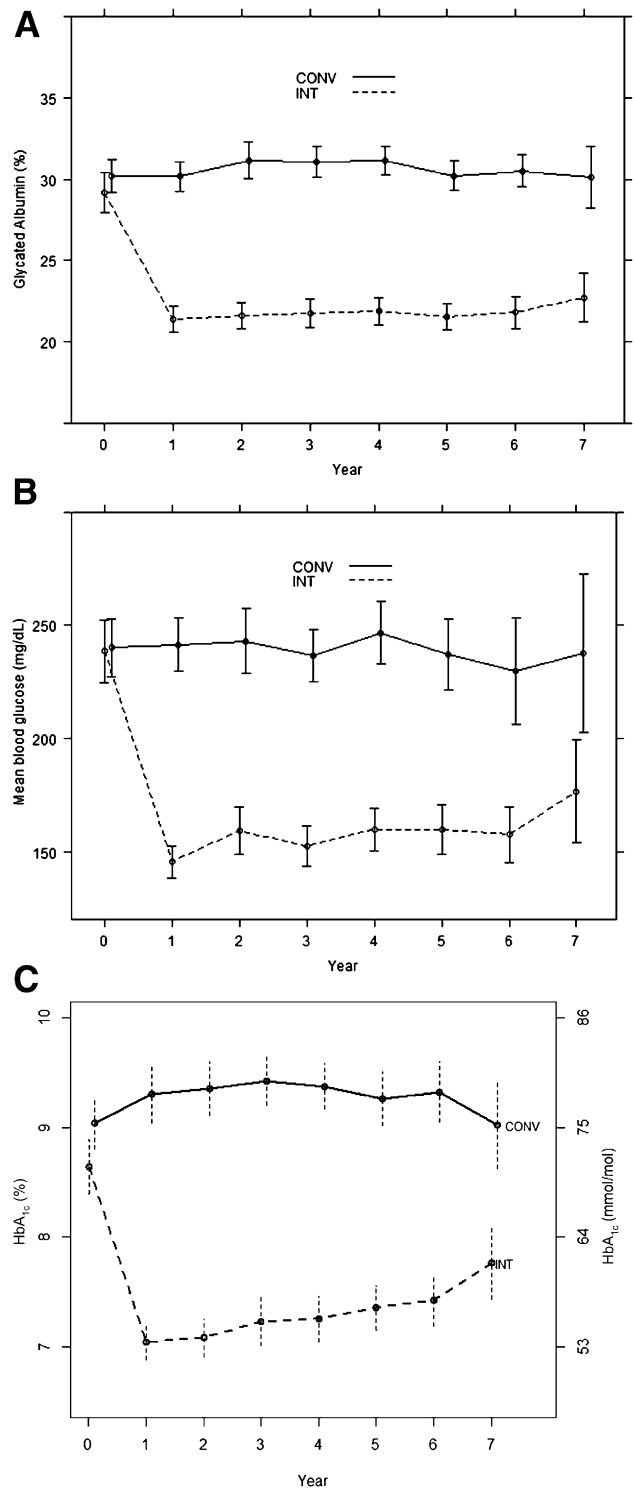 A
CONV
INT
35
30
25
20
Glycated Albumin (%)
0 1 2 3 4 5 6 7
Year
B
CONV
INT
250
200
150
Mean blood glucose (mg/dL)
0 1 2 3 4 5 6 7
Year
C
10
9
8
7
HbA1c (%)
86
75
64
53
HbA1c (mmol/mol)
CONV
INT
0 1 2 3 4 5 6 7
Year